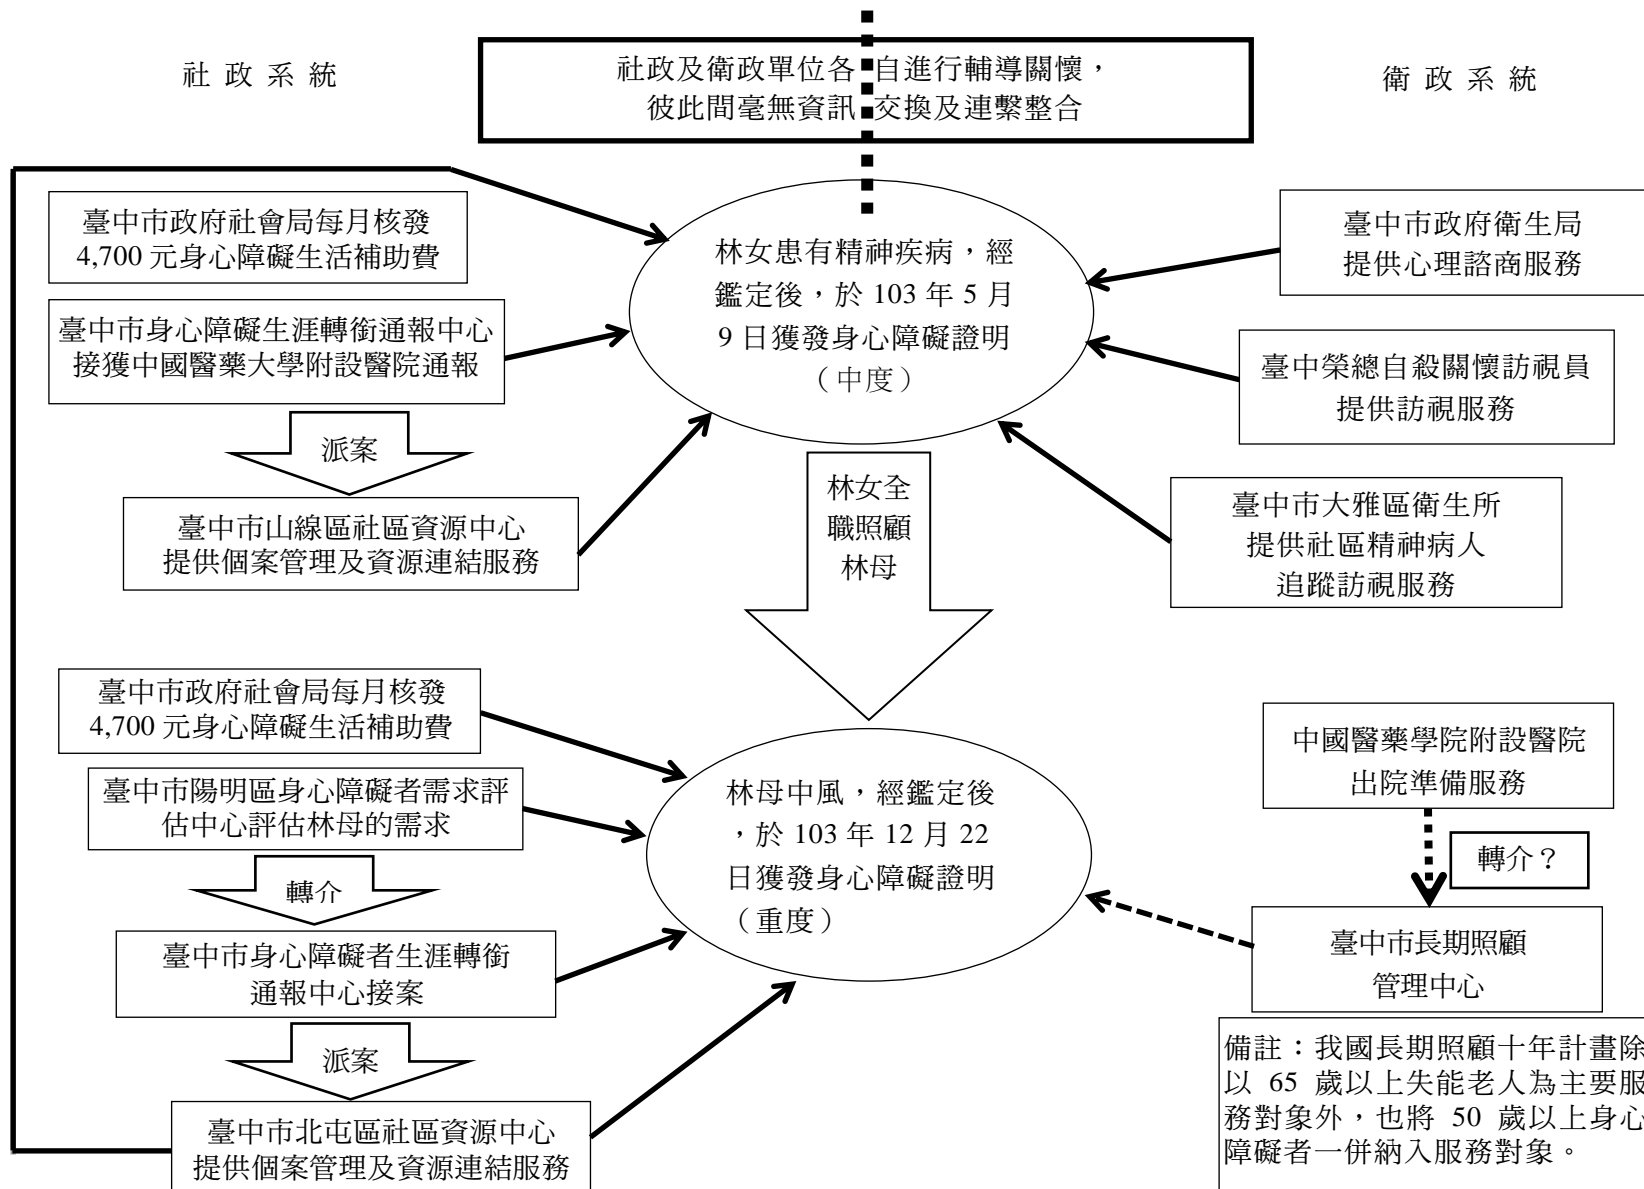 社政系統
社政及衛政單位各自進行輔導關懷，
彼此間毫無資訊交換及連繫整合
衛政系統
臺中市政府社會局每月核發
4,700 元身心障礙生活補助費
臺中市身心障礙生涯轉銜通報中心
接獲中國醫藥大學附設醫院通報
派案
臺中市山線區社區資源中心
提供個案管理及資源連結服務
林女患有精神疾病，經
鑑定後，於 103 年 5 月
9 日獲發身心障礙證明
（中度）
臺中市政府衛生局
提供心理諮商服務
臺中榮總自殺關懷訪視員
提供訪視服務
臺中市大雅區衛生所
提供社區精神病人
追蹤訪視服務
林女全
職照顧
林母
臺中市政府社會局每月核發
4,700 元身心障礙生活補助費
臺中市陽明區身心障礙者需求評
估中心評估林母的需求
轉介
臺中市身心障礙者生涯轉銜
通報中心接案
派案
臺中市北屯區社區資源中心
提供個案管理及資源連結服務
林母中風，經鑑定後
，於 103 年 12 月 22
日獲發身心障礙證明
（重度）
中國醫藥學院附設醫院
出院準備服務
轉介？
臺中市長期照顧
管理中心
備註：我國長期照顧十年計畫除
以 65 歲以上失能老人為主要服
務對象外，也將 50 歲以上身心
障礙者一併納入服務對象。